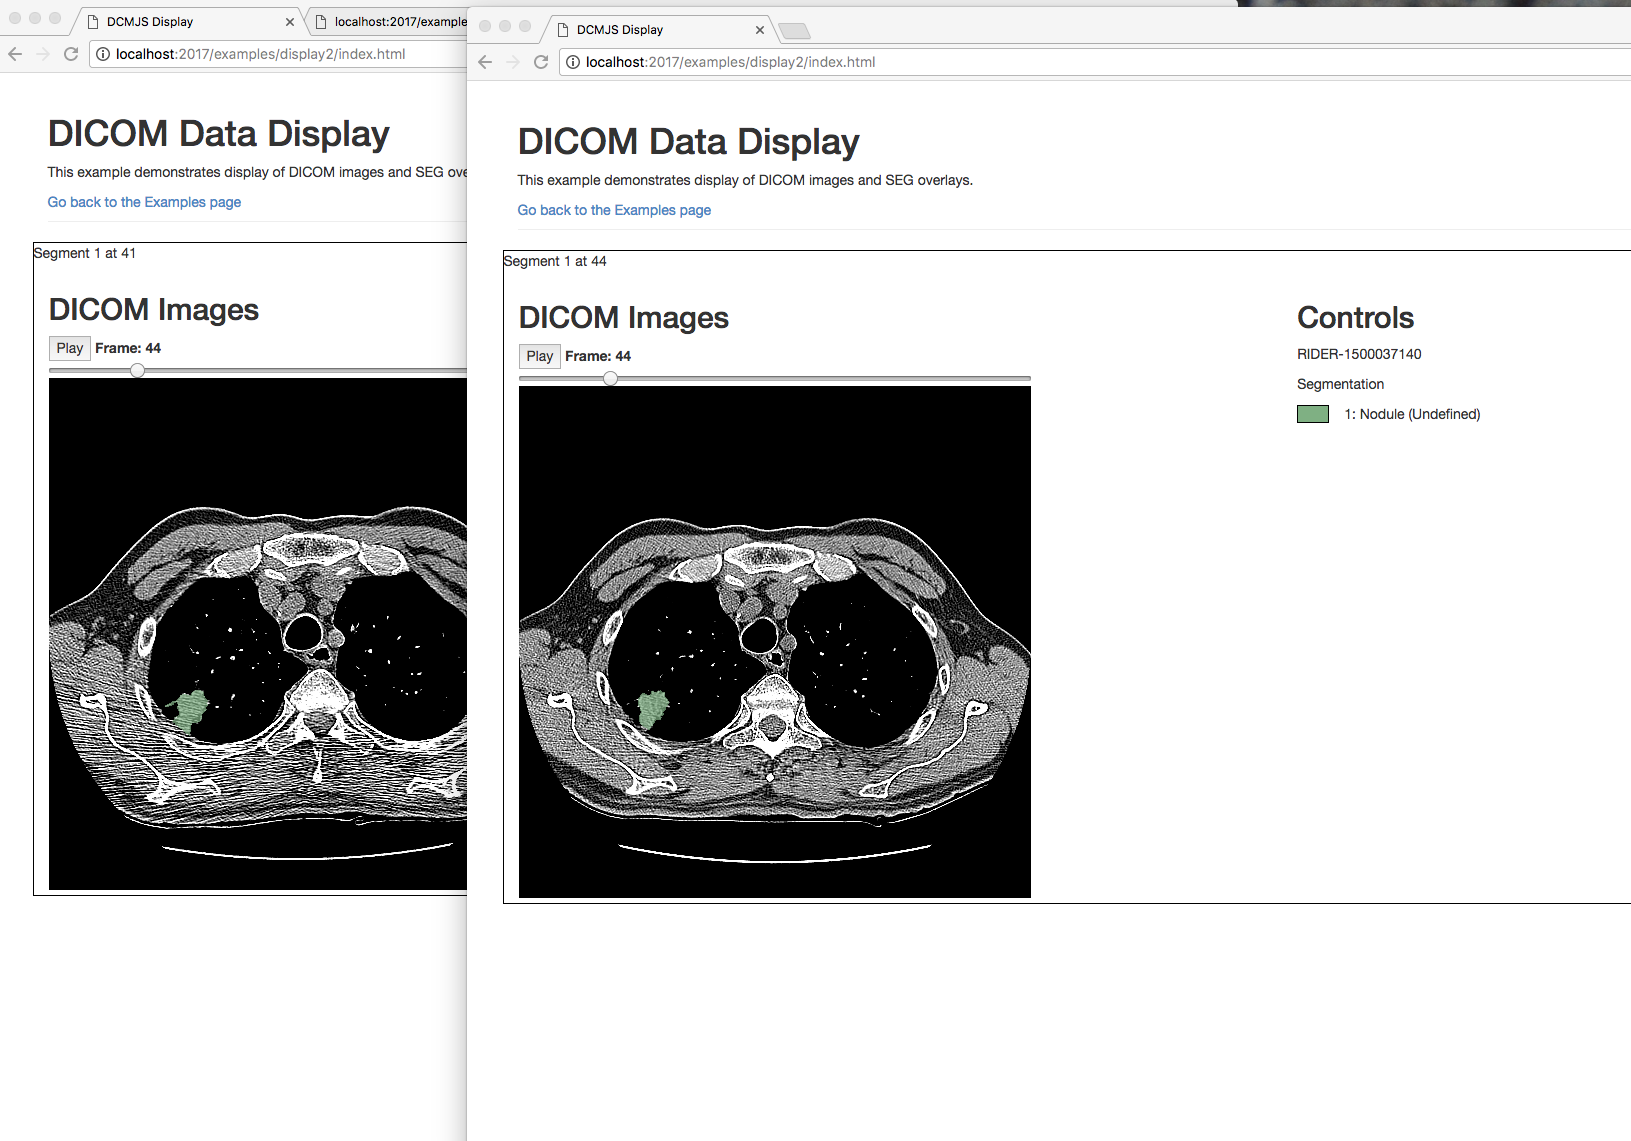 DCMJS Display
localhost:2017/example
localhost:2017/examples/display2/index.html
DICOM Data Display
This example demonstrates display of DICOM images and SEG ove
Go back to the Examples page
Segment 1 at 41
DICOM Images
Play Frame: 44
DCMJS Display
localhost:2017/examples/display2/index.html
DICOM Data Display
This example demonstrates display of DICOM images and SEG overlays.
Go back to the Examples page
Segment 1 at 44
DICOM Images
Play Frame: 44
Controls
RIDER-1500037140
Segmentation
1: Nodule (Undefined)